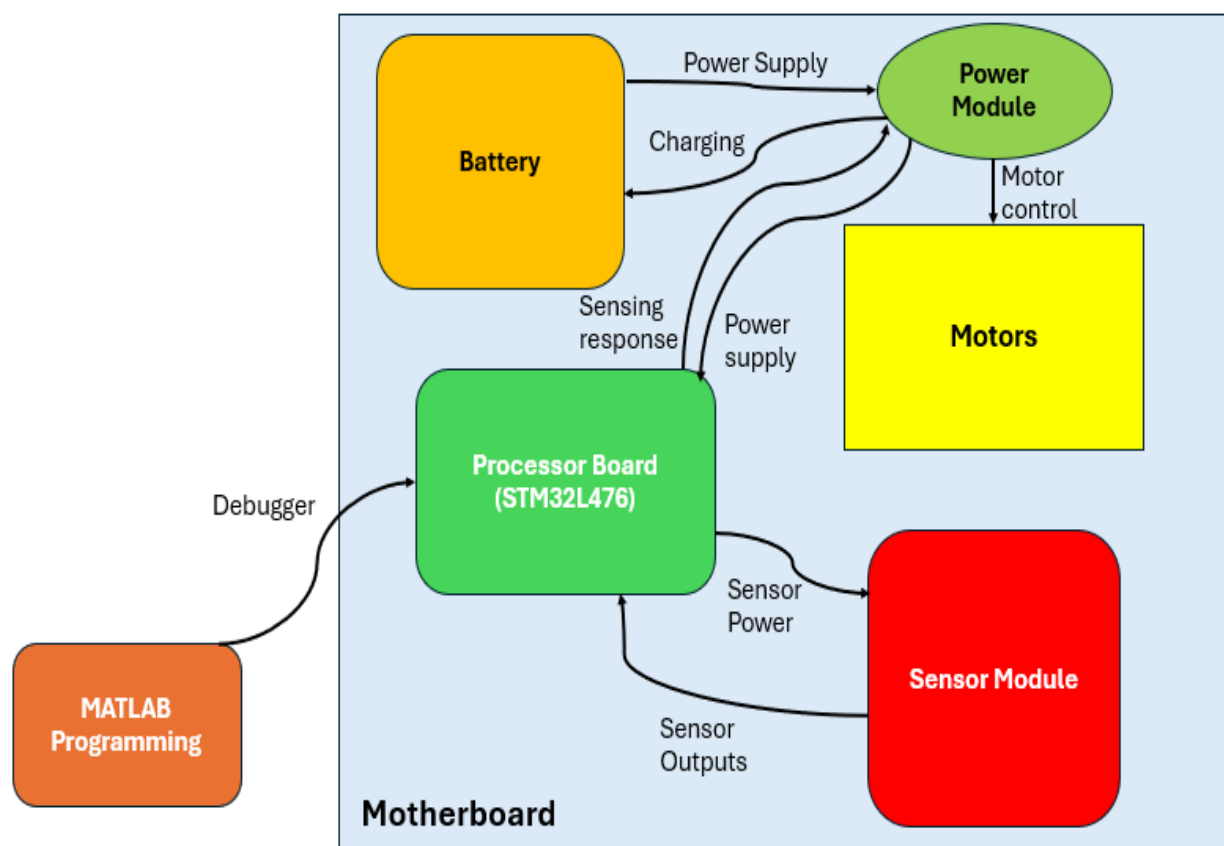 Power Supply
Power
Module
Charging
Battery
Motor
control
Sensing
response
Power
supply
Motors
Processor Board
(STM32L476)
Debugger
Sensor
Power
Sensor Module
MATLAB
Programming
Sensor
Outputs
Motherboard